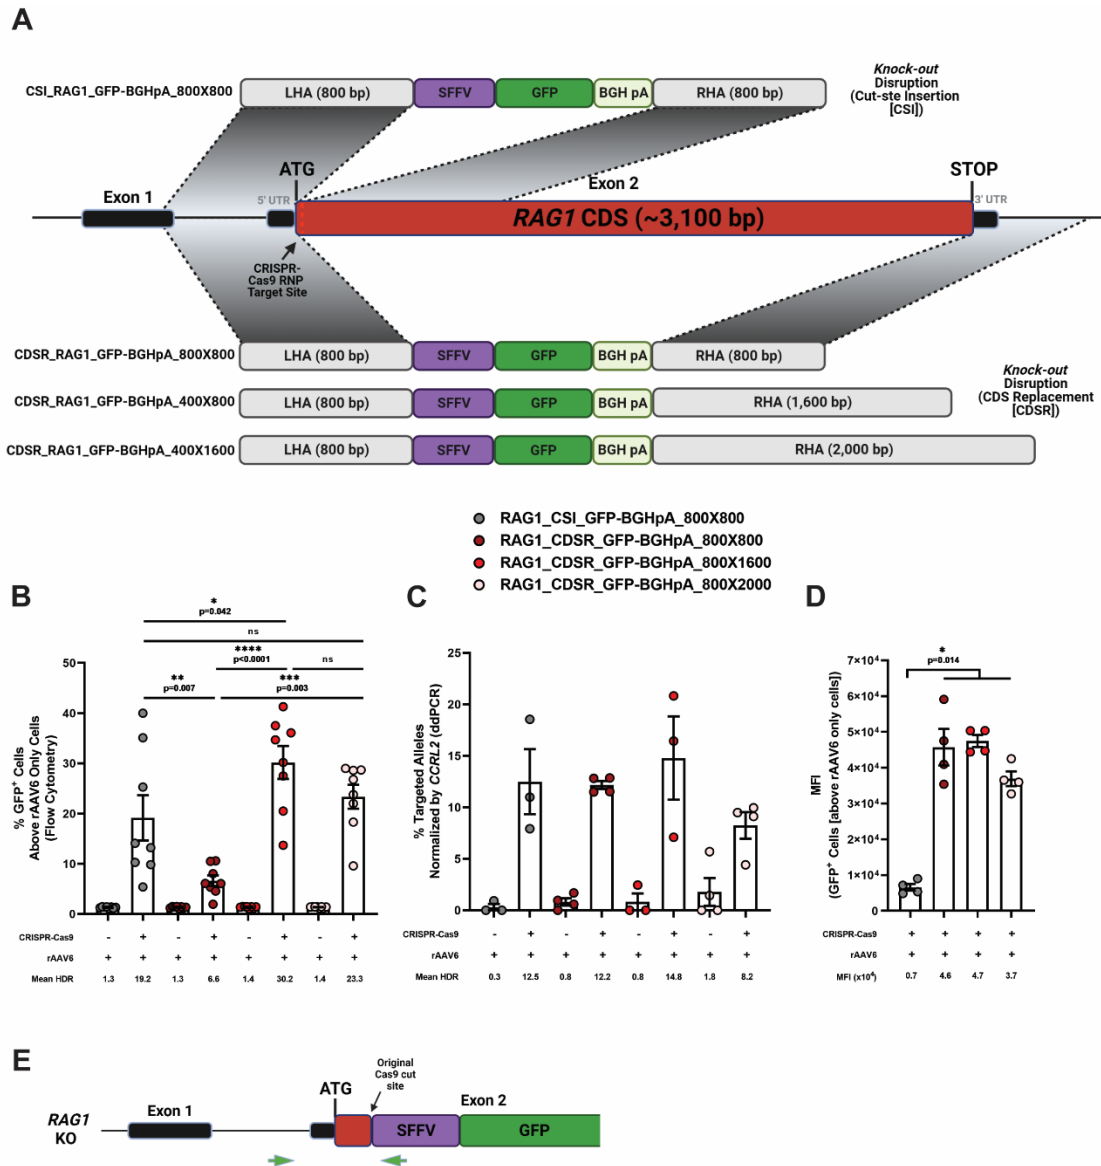 A
CSI_RAG1_GFP-BGHpA_800X800
LHA (800 bp)
SFFV
GFP
BGH pA
RHA (800 bp)
Knock-out
Disruption
(Cut-ste Insertion
[CSI])
ATG
STOP
Exon 1
5' UTR
Exon 2
3' UTR
RAG1 CDS (~3,100 bp)
CRISPR-
Cas9 RNP
Target Site
CDSR_RAG1_GFP-BGHpA_800X800
LHA (800 bp)
SFFV
GFP
BGH pA
RHA (800 bp)
CDSR_RAG1_GFP-BGHpA_400X800
LHA (800 bp)
SFFV
GFP
BGH pA
RHA (1,600 bp)
CDSR_RAG1_GFP-BGHpA_400X1600
LHA (800 bp)
SFFV
GFP
BGH pA
RHA (2,000 bp)
Knock-out
Disruption
(CDS Replacement
[CDSR])
RAG1_CSI_GFP-BGHpA_800X800
RAG1_CDSR_GFP-BGHpA_800X800
RAG1_CDSR_GFP-BGHpA_800X1600
RAG1_CDSR_GFP-BGHpA_800X2000
B
% GFP+ Cells
Above rAAV6 Only Cells
(Flow Cytometry)
50
40
30
20
10
0
*
p=0.042
ns
****
p<0.0001
ns
**
p=0.007
***
p=0.003
CRISPR-Cas9 - + - + - + - +
rAAV6 + + + + + + + +
Mean HDR 1.3 19.2 1.3 6.6 1.4 30.2 1.4 23.3
C
% Targeted Alleles
Normalized by CCRL2 (ddPCR)
25
20
15
10
5
0
CRISPR-Cas9 - + - + - + - +
rAAV6 + + + + + + + +
Mean HDR 0.3 12.5 0.8 12.2 0.8 14.8 1.8 8.2
D
MFI
(GFP+ Cells [above rAAV6 only cells])
7×10⁴
6×10⁴
5×10⁴
4×10⁴
3×10⁴
2×10⁴
1×10⁴
0
*
p=0.014
CRISPR-Cas9 + + + +
rAAV6 + + + +
MFI (x10⁴) 0.7 4.6 4.7 3.7
E
RAG1
KO
Exon 1
ATG
Original
Cas9 cut
site
Exon 2
SFFV
GFP